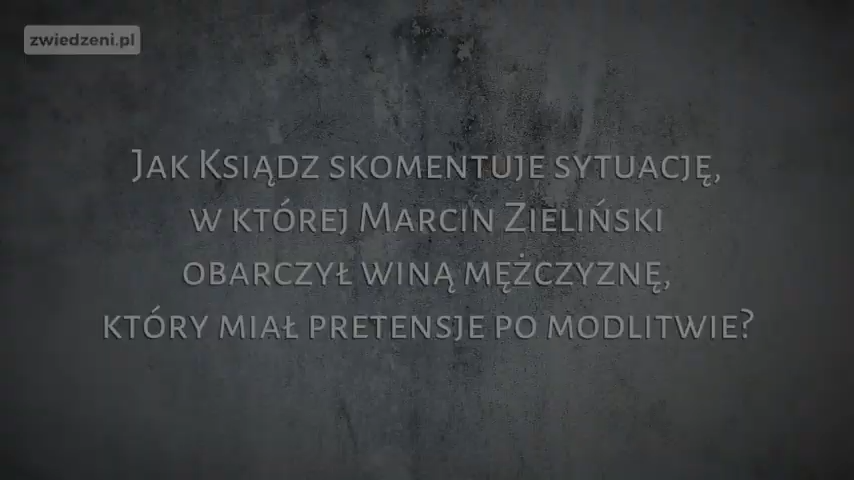 zwiedzeni.pl
Jak Ksiądz skomentuje sytuację,
w której Marcin Zieliński
obarczył winą mężczyznę,
który miał pretensje po modlitwie?